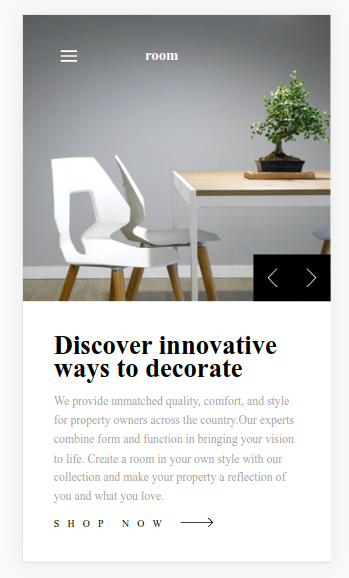 room
Discover innovative
ways to decorate
We provide unmatched quality, comfort, and style
for property owners across the country.Our experts
combine form and function in bringing your vision
to life. Create a room in your own style with our
collection and make your property a reflection of
you and what you love.
SHOP NOW